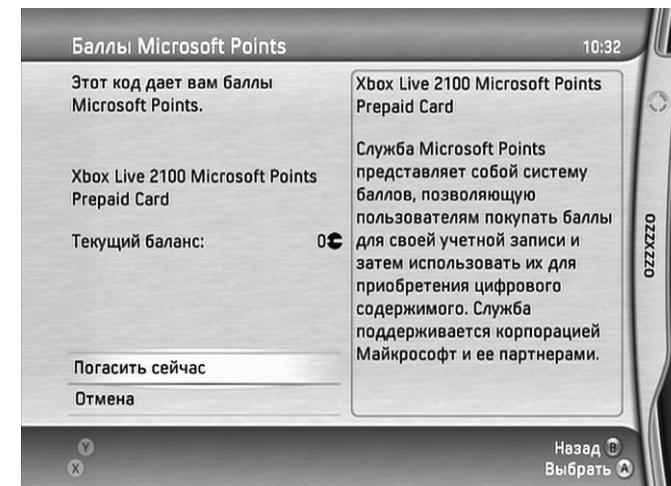 Баллы Microsoft Points
10:32
Этот код дает вам баллы
Microsoft Points.
Xbox Live 2100 Microsoft Points
Prepaid Card
Текущий баланс: 0
Погасить сейчас
Отмена
Xbox Live 2100 Microsoft Points
Prepaid Card
Служба Microsoft Points
представляет собой систему
баллов, позволяющую
пользователям покупать баллы
для своей учетной записи и
затем использовать их для
приобретения цифрового
содержимого. Служба
поддерживается корпорацией
Майкрософт и ее партнерами.
OZZXZZO
Y
X
Назад B
Выбрать A